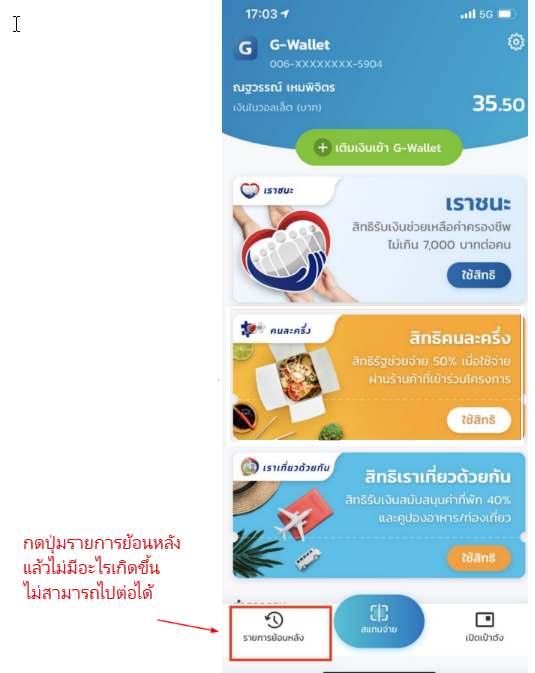 17:03
5G
G-Wallet
006-XXXXXXXX-5904
ณฐวรรณ์ เหมพิจิตร
เงินในวอลเล็ต (บาท)
35.50
เติมเงินเข้า G-Wallet
เราชนะ
เราชนะ
สิทธิรับเงินช่วยเหลือค่าครองชีพ
ไม่เกิน 7,000 บาทต่อคน
ใช้สิทธิ
คนละครึ่ง
สิทธิคนละครึ่ง
สิทธิรัฐช่วยจ่าย 50% เมื่อใช้จ่าย
ผ่านร้านค้าที่เข้าร่วมโครงการ
ใช้สิทธิ
เราเที่ยวด้วยกัน
สิทธิเราเที่ยวด้วยกัน
สิทธิรับเงินสนับสนุนค่าที่พัก 40%
และคูปองอาหาร/ท่องเที่ยว
ใช้สิทธิ
กดปุ่มรายการย้อนหลัง
แล้วไม่มีอะไรเกิดขึ้น
ไม่สามารถไปต่อได้
รายการย้อนหลัง
สแกนจ่าย
เปิดเป๋าตัง